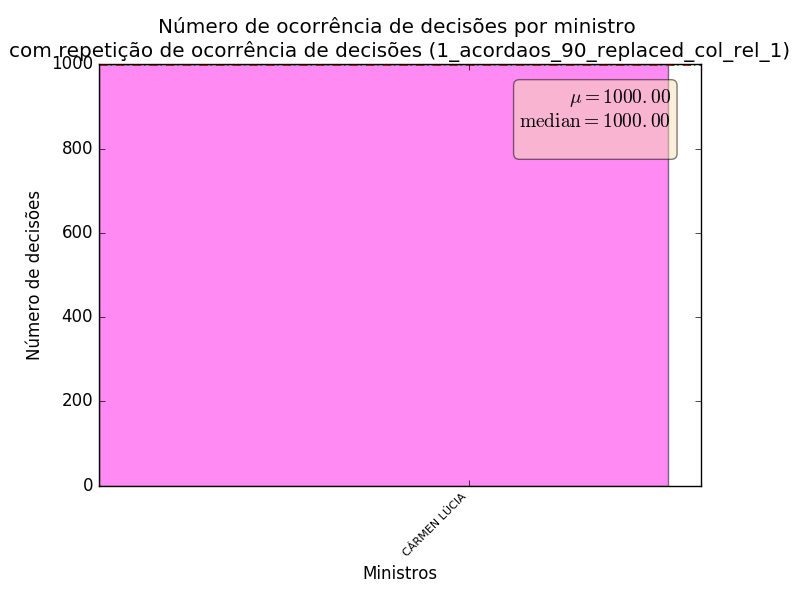 Número de ocorrência de decisões por ministro
com repetição de ocorrência de decisões (1_acordaos_90_replaced_col_rel_1)
1000
800
600
400
200
0
μ = 1000.00
median = 1000.00
Número de decisões
CÁRMEN LÚCIA
Ministros